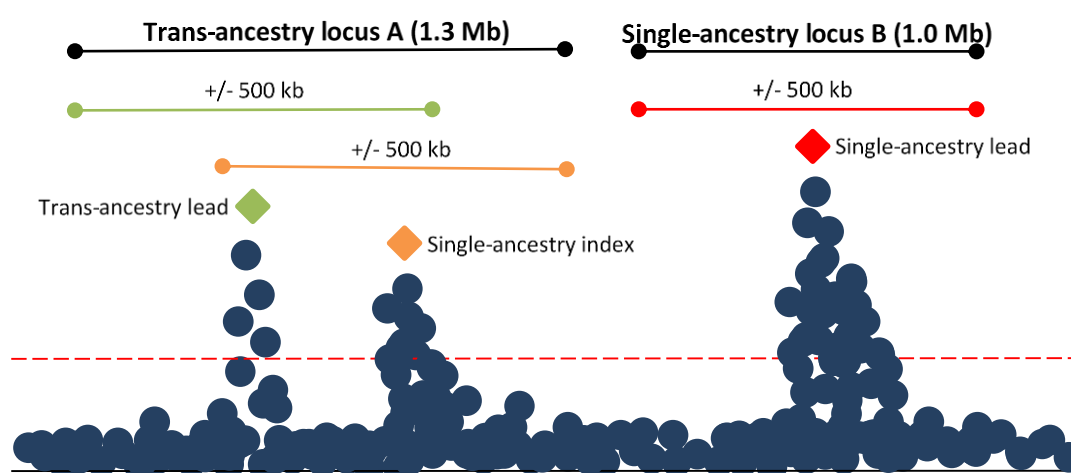 Trans-ancestry locus A (1.3 Mb)
Single-ancestry locus B (1.0 Mb)
+/- 500 kb
+/- 500 kb
+/- 500 kb
Single-ancestry lead
Trans-ancestry lead
Single-ancestry index